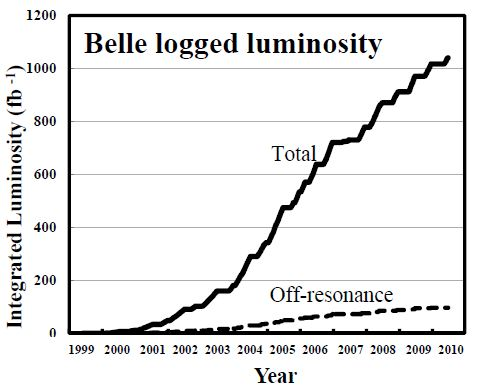 Belle logged luminosity
Integrated Luminosity (fb⁻¹)
1200
1000
800
600
400
200
0
Total
Off-resonance
1999 2000 2001 2002 2003 2004 2005 2006 2007 2008 2009 2010
Year